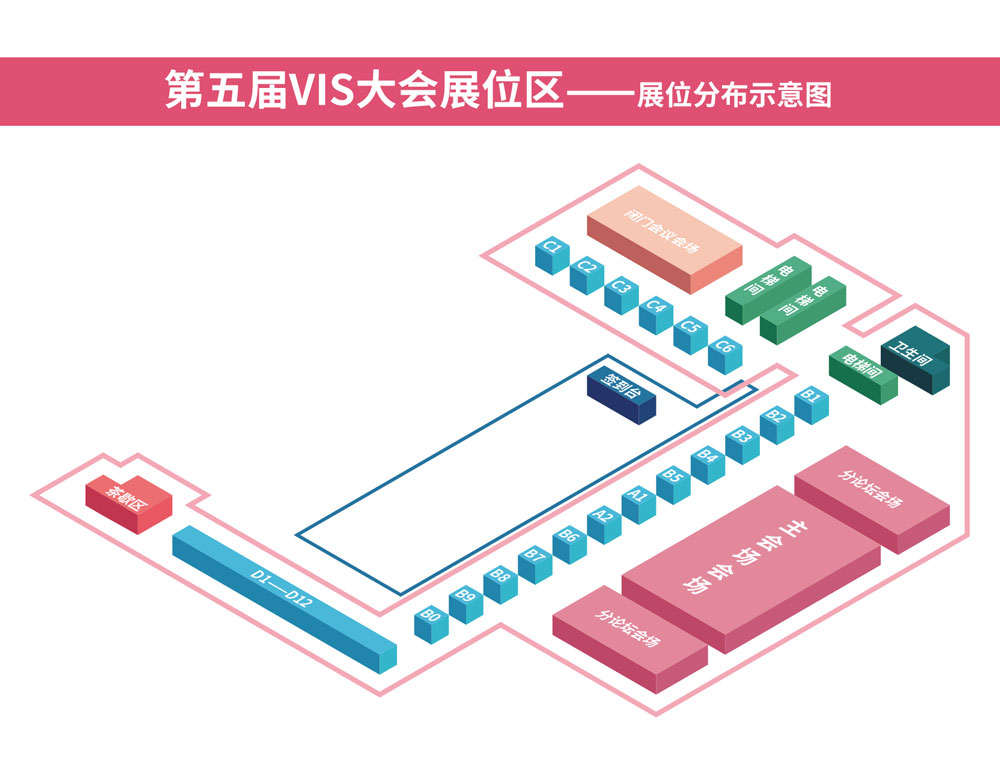 第五届VIS大会展位区——展位分布示意图
闭门会议会场
C1
C2
C3
C4
C5
C6
电梯间
电梯间
电梯间
卫生间
签到台
B1
B2
B3
B4
B5
A1
A2
B6
B7
B8
B9
B0
分论坛会场
主会场会场
分论坛会场
茶歇区
D1——D12